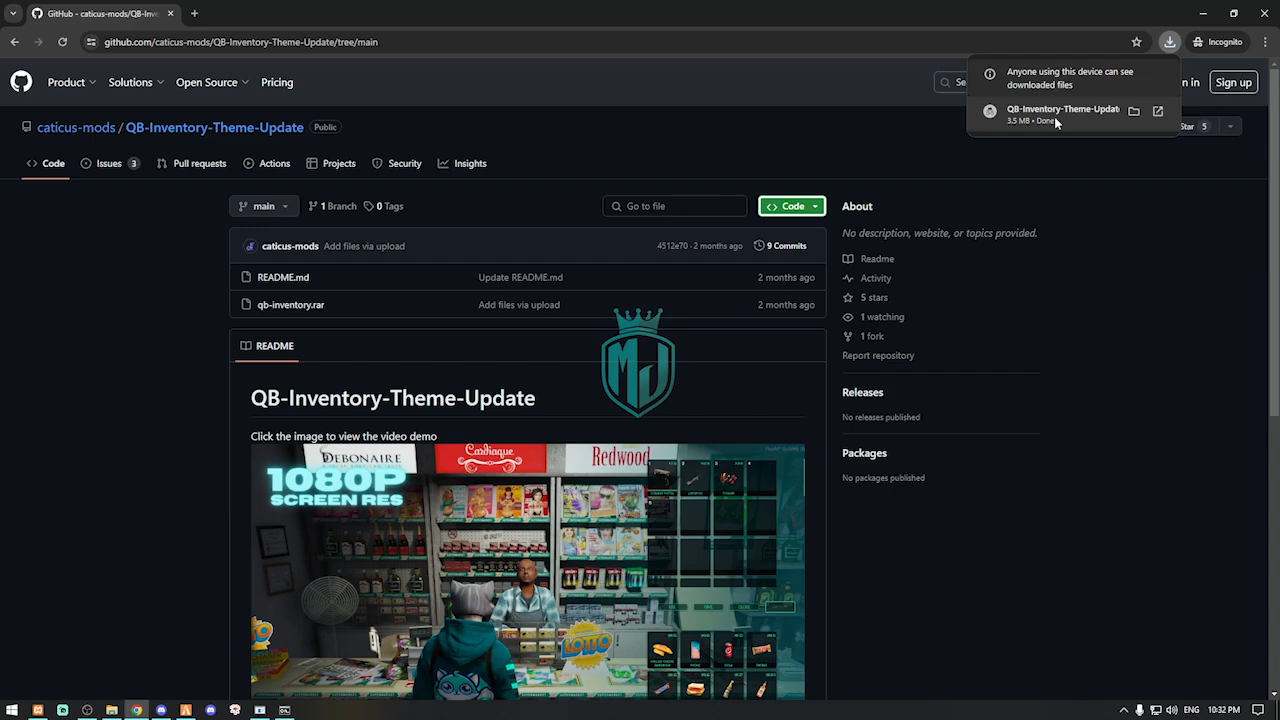 GitHub - caticus-mods/QB-Inve
github.com/caticus-mods/QB-Inventory-Theme-Update/tree/main
Incognito
Anyone using this device can see
downloaded files
QB-Inventory-Theme-Updat
3.5 MB • Done
Product
Solutions
Open Source
Pricing
Se
n in
Sign up
caticus-mods / QB-Inventory-Theme-Update
Public
Star 5
Code
Issues 3
Pull requests
Actions
Projects
Security
Insights
main
1 Branch
0 Tags
Go to file
Code
About
No description, website, or topics provided.
caticus-mods Add files via upload
4512e70 · 2 months ago
9 Commits
README.md
Update README.md
2 months ago
qb-inventory.rar
Add files via upload
2 months ago
Readme
Activity
5 stars
1 watching
1 fork
Report repository
README
MJ
Releases
No releases published
Packages
No packages published
QB-Inventory-Theme-Update
Click the image to view the video demo
DEBONAIRE
Cardiaque
Redwood
1080P
SCREEN RES
LOTTO
ENG
10:32 PM